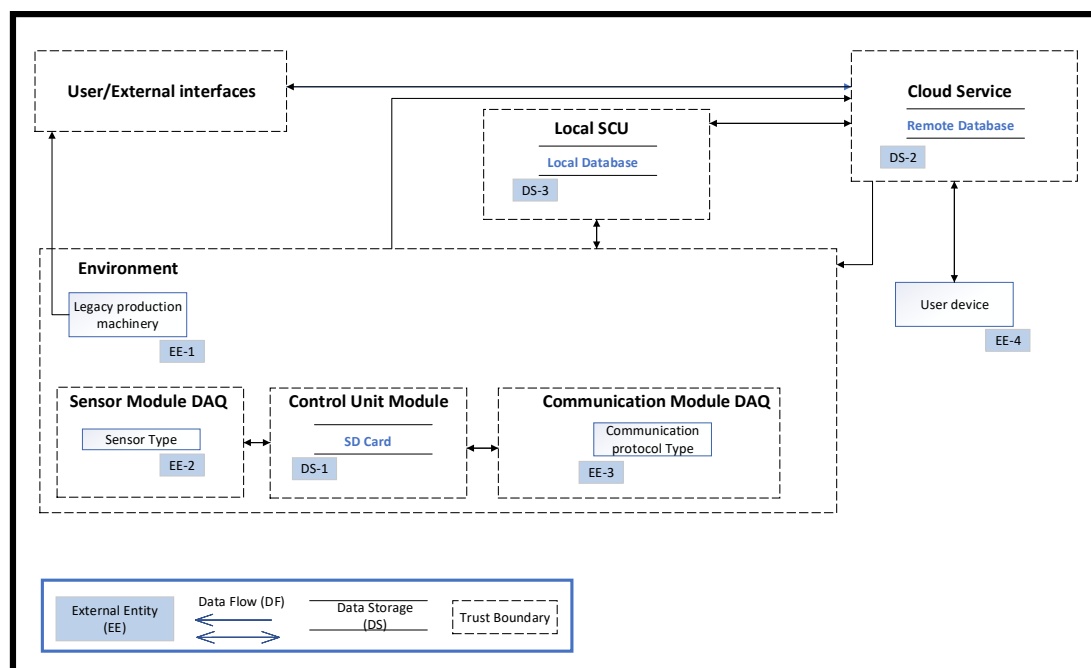 User/External interfaces
Cloud Service
Remote Database
DS-2
Local SCU
Local Database
DS-3
Environment
Legacy production
machinery
EE-1
User device
EE-4
Sensor Module DAQ
Sensor Type
EE-2
Control Unit Module
SD Card
DS-1
Communication Module DAQ
Communication
protocol Type
EE-3
External Entity
(EE)
Data Flow (DF)
Data Storage
(DS)
Trust Boundary